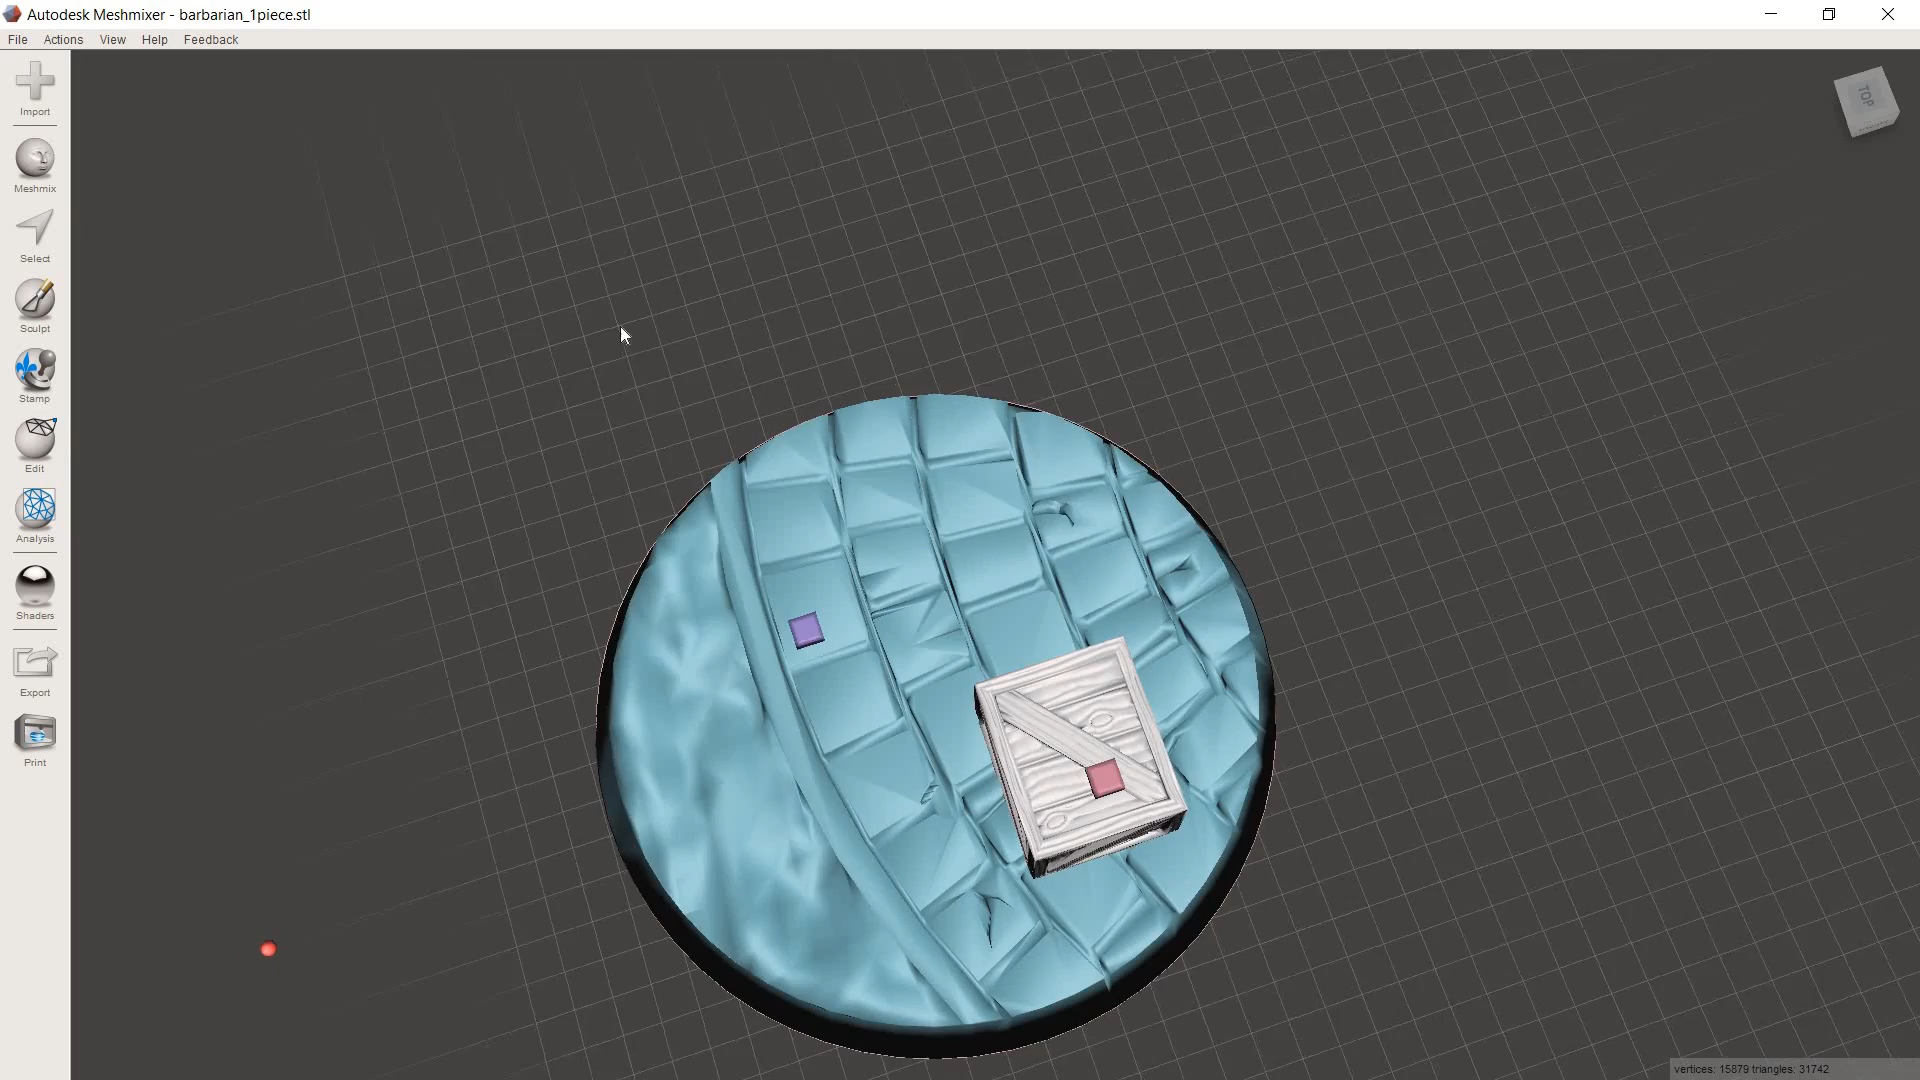 Autodesk Meshmixer - barbarian_1piece.stl
File Actions View Help Feedback
Import
Meshmix
Select
Sculpt
Stamp
Edit
Analysis
Shaders
Export
Print
TOP
vertices: 15879 triangles: 31742